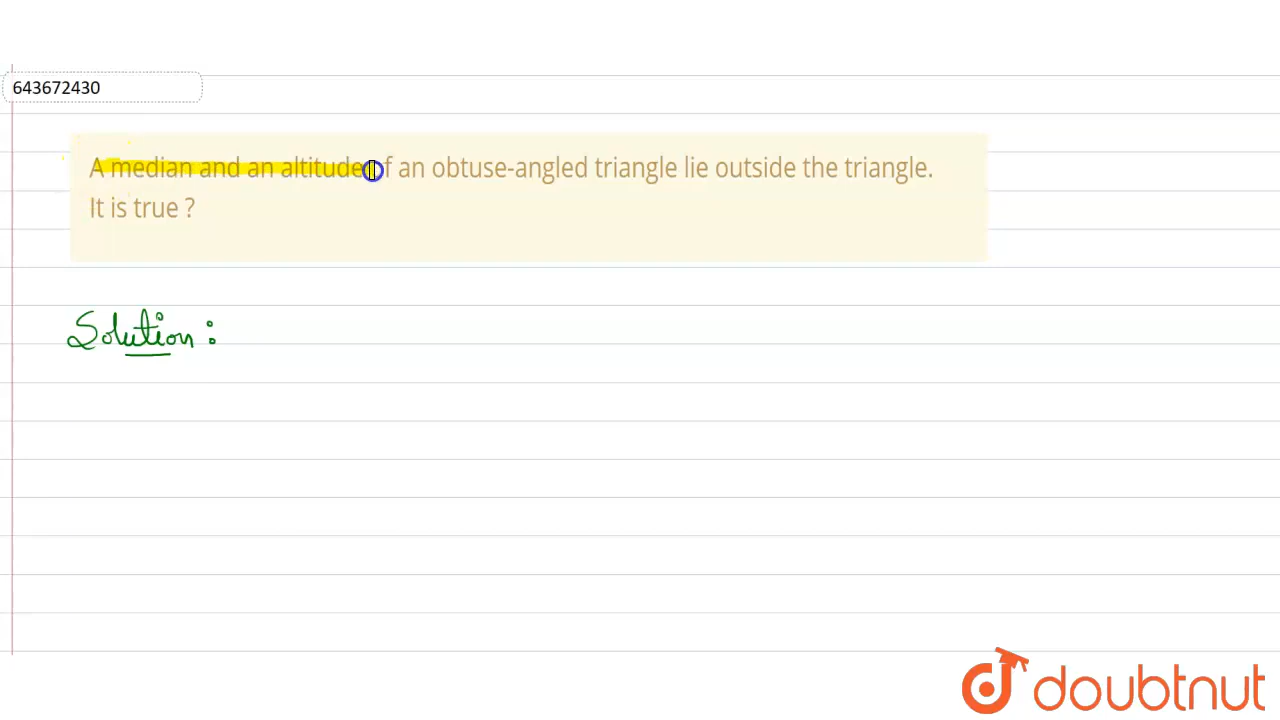 643672430
A median and an altitude of an obtuse-angled triangle lie outside the triangle.
It is true ?
Solution :
doubtnut